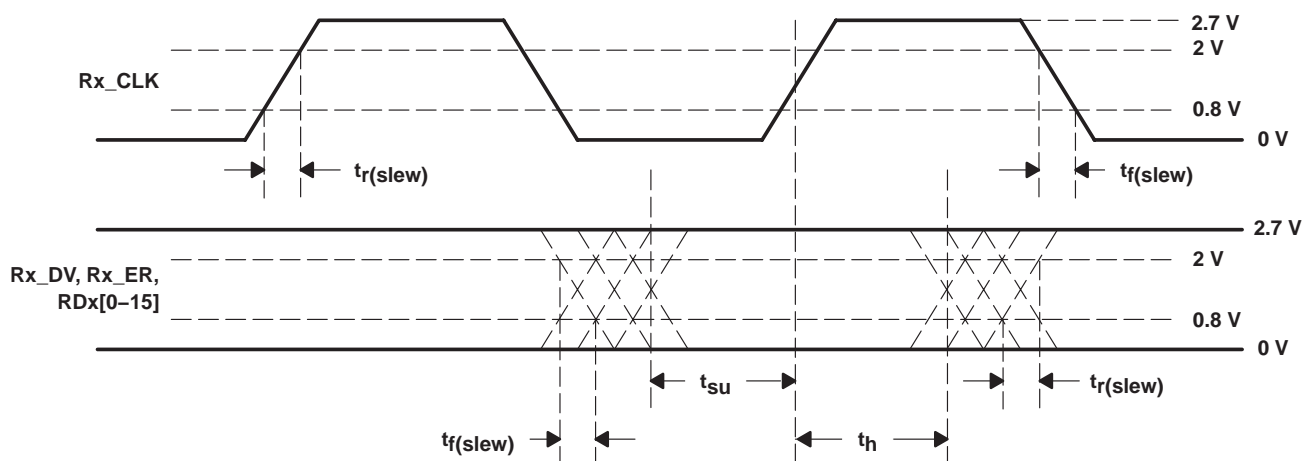 2.7 V
2 V
Rx_CLK
0.8 V
0 V
tr(slew)
tf(slew)
2.7 V
2 V
Rx_DV, Rx_ER,
RDx[0–15]
0.8 V
0 V
tsu
tr(slew)
tf(slew)
th